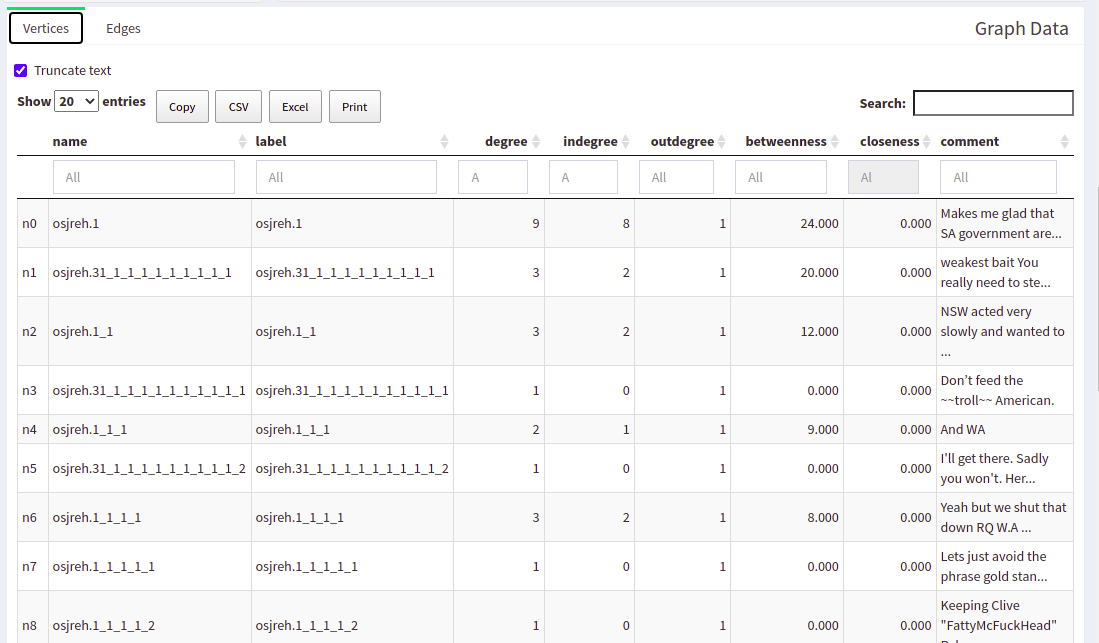 Vertices Edges Graph Data
Truncate text
Show 20 entries Copy CSV Excel Print Search:
name label degree indegree outdegree betweenness closeness comment
All All A A All All Al All
n0 osjreh.1 osjreh.1 9 8 1 24.000 0.000 Makes me glad that
SA government are...
n1 osjreh.31_1_1_1_1_1_1_1_1_1 osjreh.31_1_1_1_1_1_1_1_1_1 3 2 1 20.000 0.000 weakest bait You
really need to ste...
n2 osjreh.1_1 osjreh.1_1 3 2 1 12.000 0.000 NSW acted very
slowly and wanted to
...
n3 osjreh.31_1_1_1_1_1_1_1_1_1_1 osjreh.31_1_1_1_1_1_1_1_1_1_1 1 0 1 0.000 0.000 Don't feed the
~~troll~~ American.
n4 osjreh.1_1_1 osjreh.1_1_1 2 1 1 9.000 0.000 And WA
n5 osjreh.31_1_1_1_1_1_1_1_1_1_2 osjreh.31_1_1_1_1_1_1_1_1_1_2 1 0 1 0.000 0.000 I'll get there. Sadly
you won't. Her...
n6 osjreh.1_1_1_1 osjreh.1_1_1_1 3 2 1 8.000 0.000 Yeah but we shut that
down RQ W.A ...
n7 osjreh.1_1_1_1_1 osjreh.1_1_1_1_1 1 0 1 0.000 0.000 Lets just avoid the
phrase gold stan...
n8 osjreh.1_1_1_1_2 osjreh.1_1_1_1_2 1 0 1 0.000 0.000 Keeping Clive
"FattyMcFuckHead"